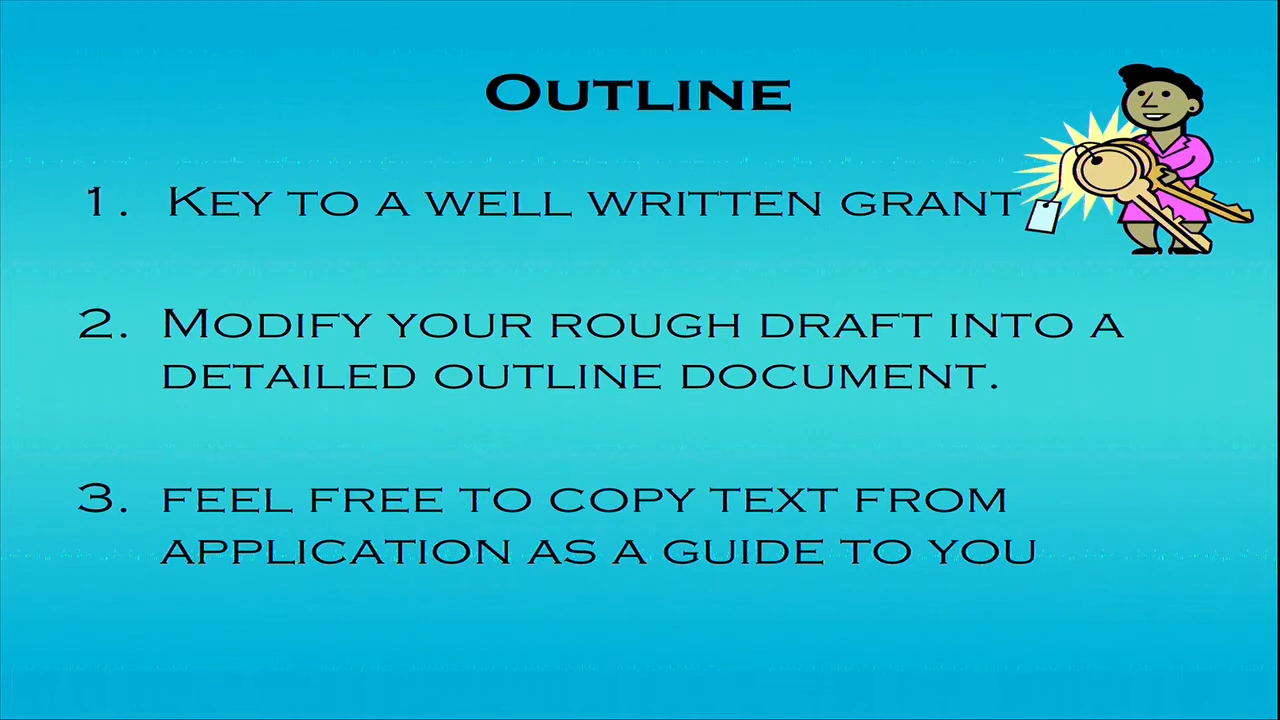 OUTLINE
1. KEY TO A WELL WRITTEN GRANT
2. MODIFY YOUR ROUGH DRAFT INTO A
DETAILED OUTLINE DOCUMENT.
3. FEEL FREE TO COPY TEXT FROM
APPLICATION AS A GUIDE TO YOU